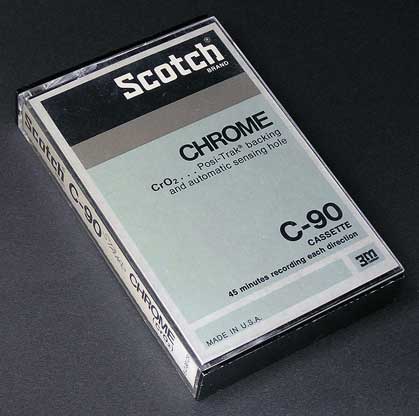 Scotch®
BRAND
CHROME
CrO₂... Posi-Trak® backing
and automatic sensing hole
C-90
CASSETTE
45 minutes recording each direction
3M
MADE IN U.S.A.
Scotch C-90
CHROME